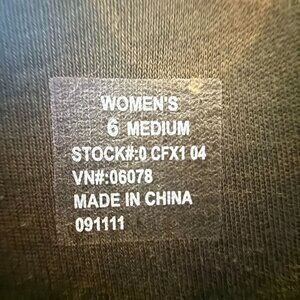 WOMEN'S
6 MEDIUM
STOCK#:0 CFX1 04
VN#:06078
MADE IN CHINA
091111